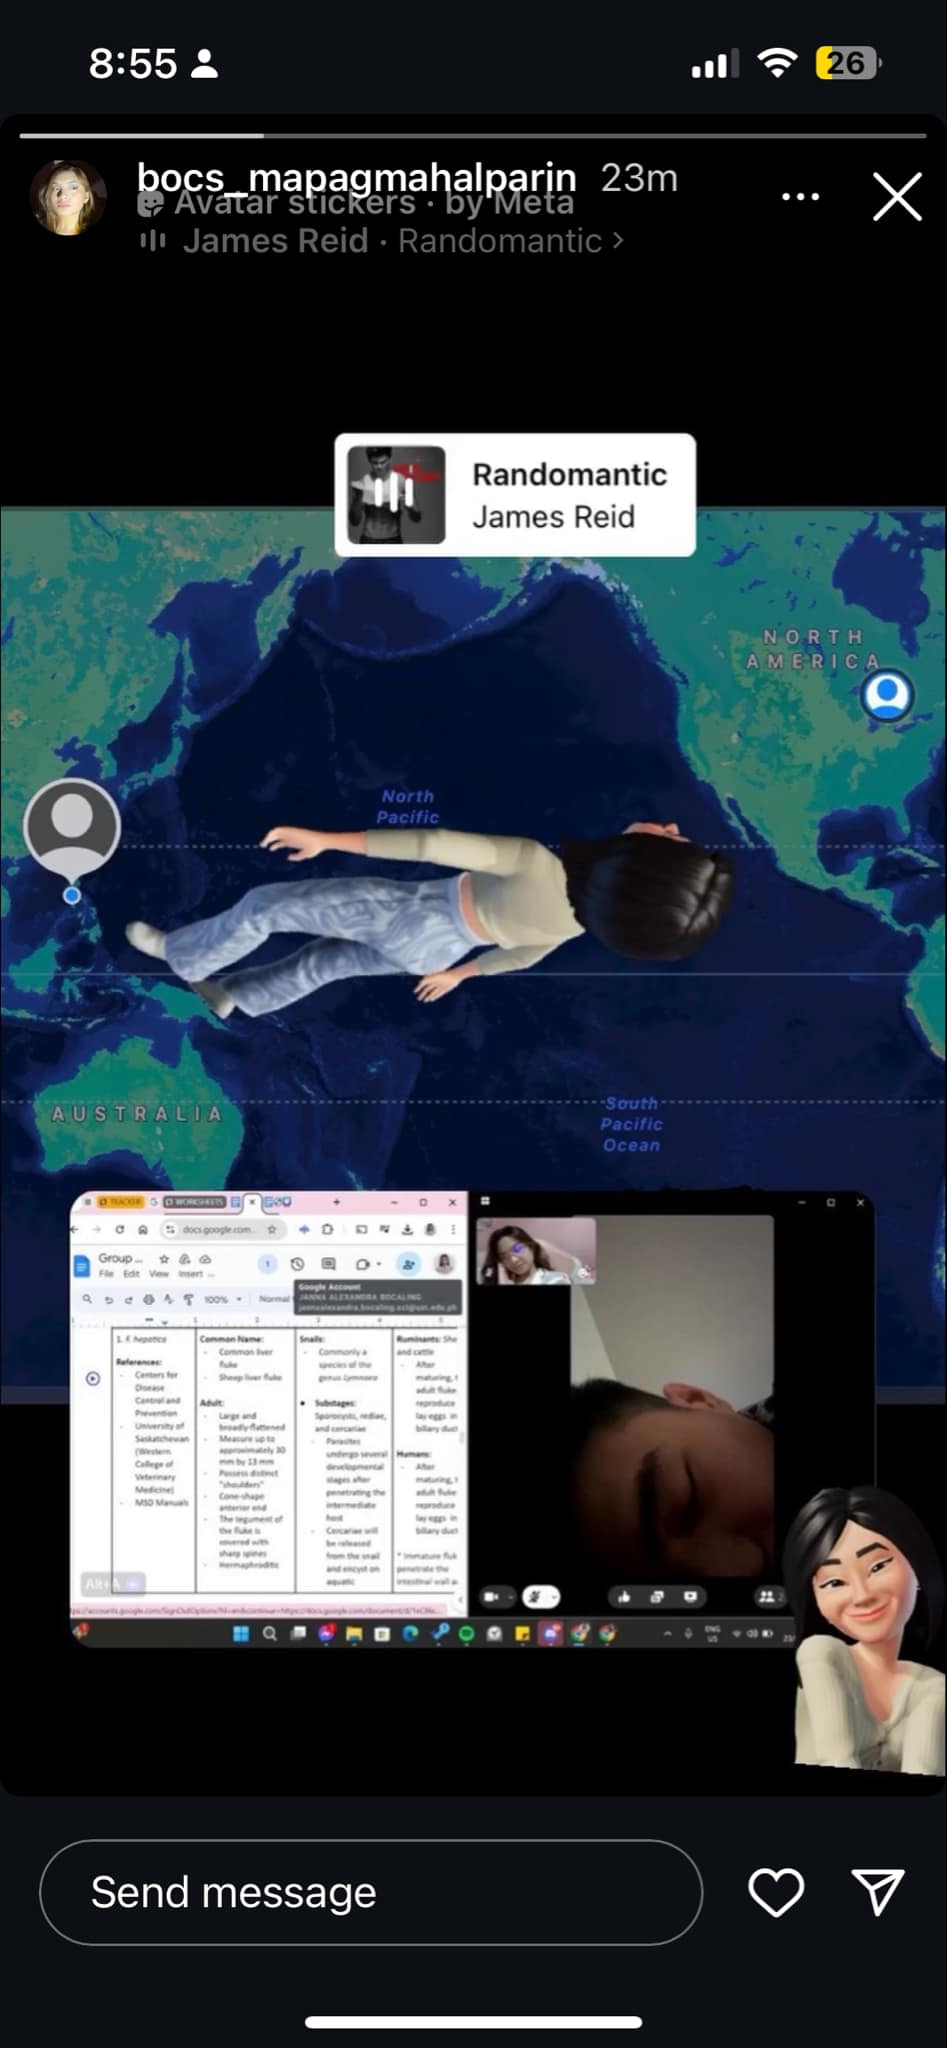 8:55
26
bocs_mapagmahalparin 23m
Avatar stickers · by Meta
James Reid · Randomantic >
Randomantic
James Reid
NORTH
AMERICA
North
Pacific
AUSTRALIA
South
Pacific
Ocean
TRACKER
WORKSHEETS
docs.google.com...
Group ...
File Edit View Insert ...
Google Account
JANNA ALEXANDRA BOCALING
100% Normal
1. F. hepatica
References:
- Centers for
Disease
Control and
Prevention
- University of
Saskatchewan
(Western
College of
Veterinary
Medicine)
- MSD Manuals
Common Name:
- Common liver
fluke
- Sheep liver fluke
Adult:
- Large and
broadly-flattened
- Measure up to
approximately 30
mm by 13 mm
- Possess distinct
"shoulders"
- Cone-shape
anterior end
- The tegument of
the fluke is
covered with
sharp spines
- Hermaphroditic
Snails:
- Commonly a
species of the
genus Lymnaea
• Substages:
Sporocysts, rediae,
and cercariae
- Parasites
undergo several
developmental
stages after
penetrating the
intermediate
host
- Cercariae will
be released
from the snail
and encyst on
aquatic
Ruminants: She
and cattle
- After
maturing, t
adult fluke
reproduce
lay eggs in
biliary duct
Humans:
- After
maturing, t
adult fluke
reproduce
lay eggs in
biliary duct
* Immature fluk
penetrate the
intestinal wall a
Alt+A
ENG
US
Send message